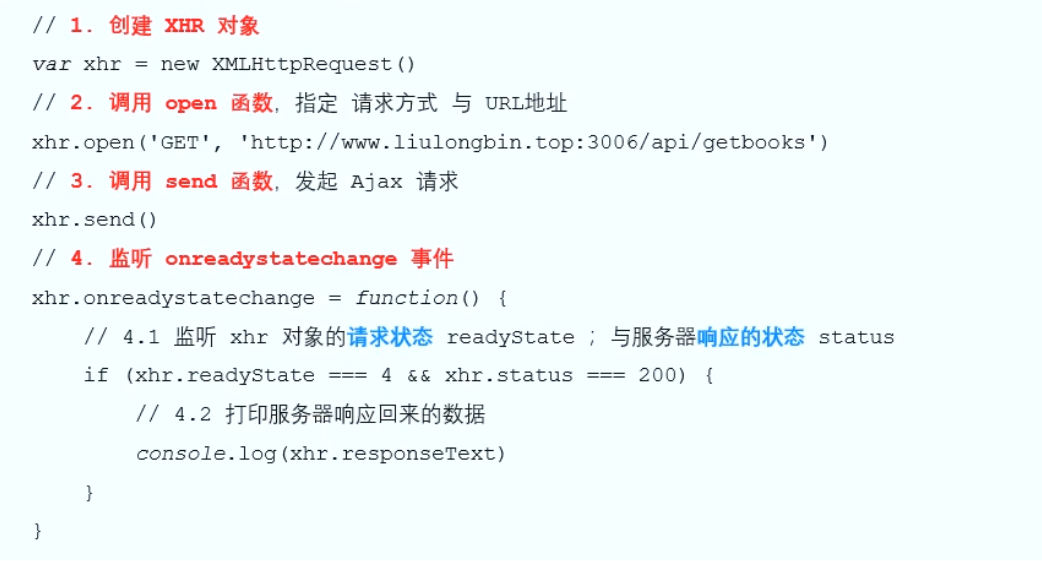 // 1. 创建 XHR 对象
var xhr = new XMLHttpRequest()
// 2. 调用 open 函数, 指定 请求方式 与 URL地址
xhr.open('GET', 'http://www.liulongbin.top:3006/api/getbooks')
// 3. 调用 send 函数, 发起 Ajax 请求
xhr.send()
// 4. 监听 onreadystatechange 事件
xhr.onreadystatechange = function() {
    // 4.1 监听 xhr 对象的请求状态 readyState ; 与服务器响应的状态 status
    if (xhr.readyState === 4 && xhr.status === 200) {
        // 4.2 打印服务器响应回来的数据
        console.log(xhr.responseText)
    }
}